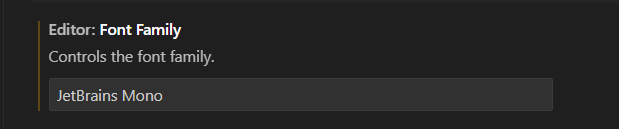 Editor: Font Family
Controls the font family.
JetBrains Mono